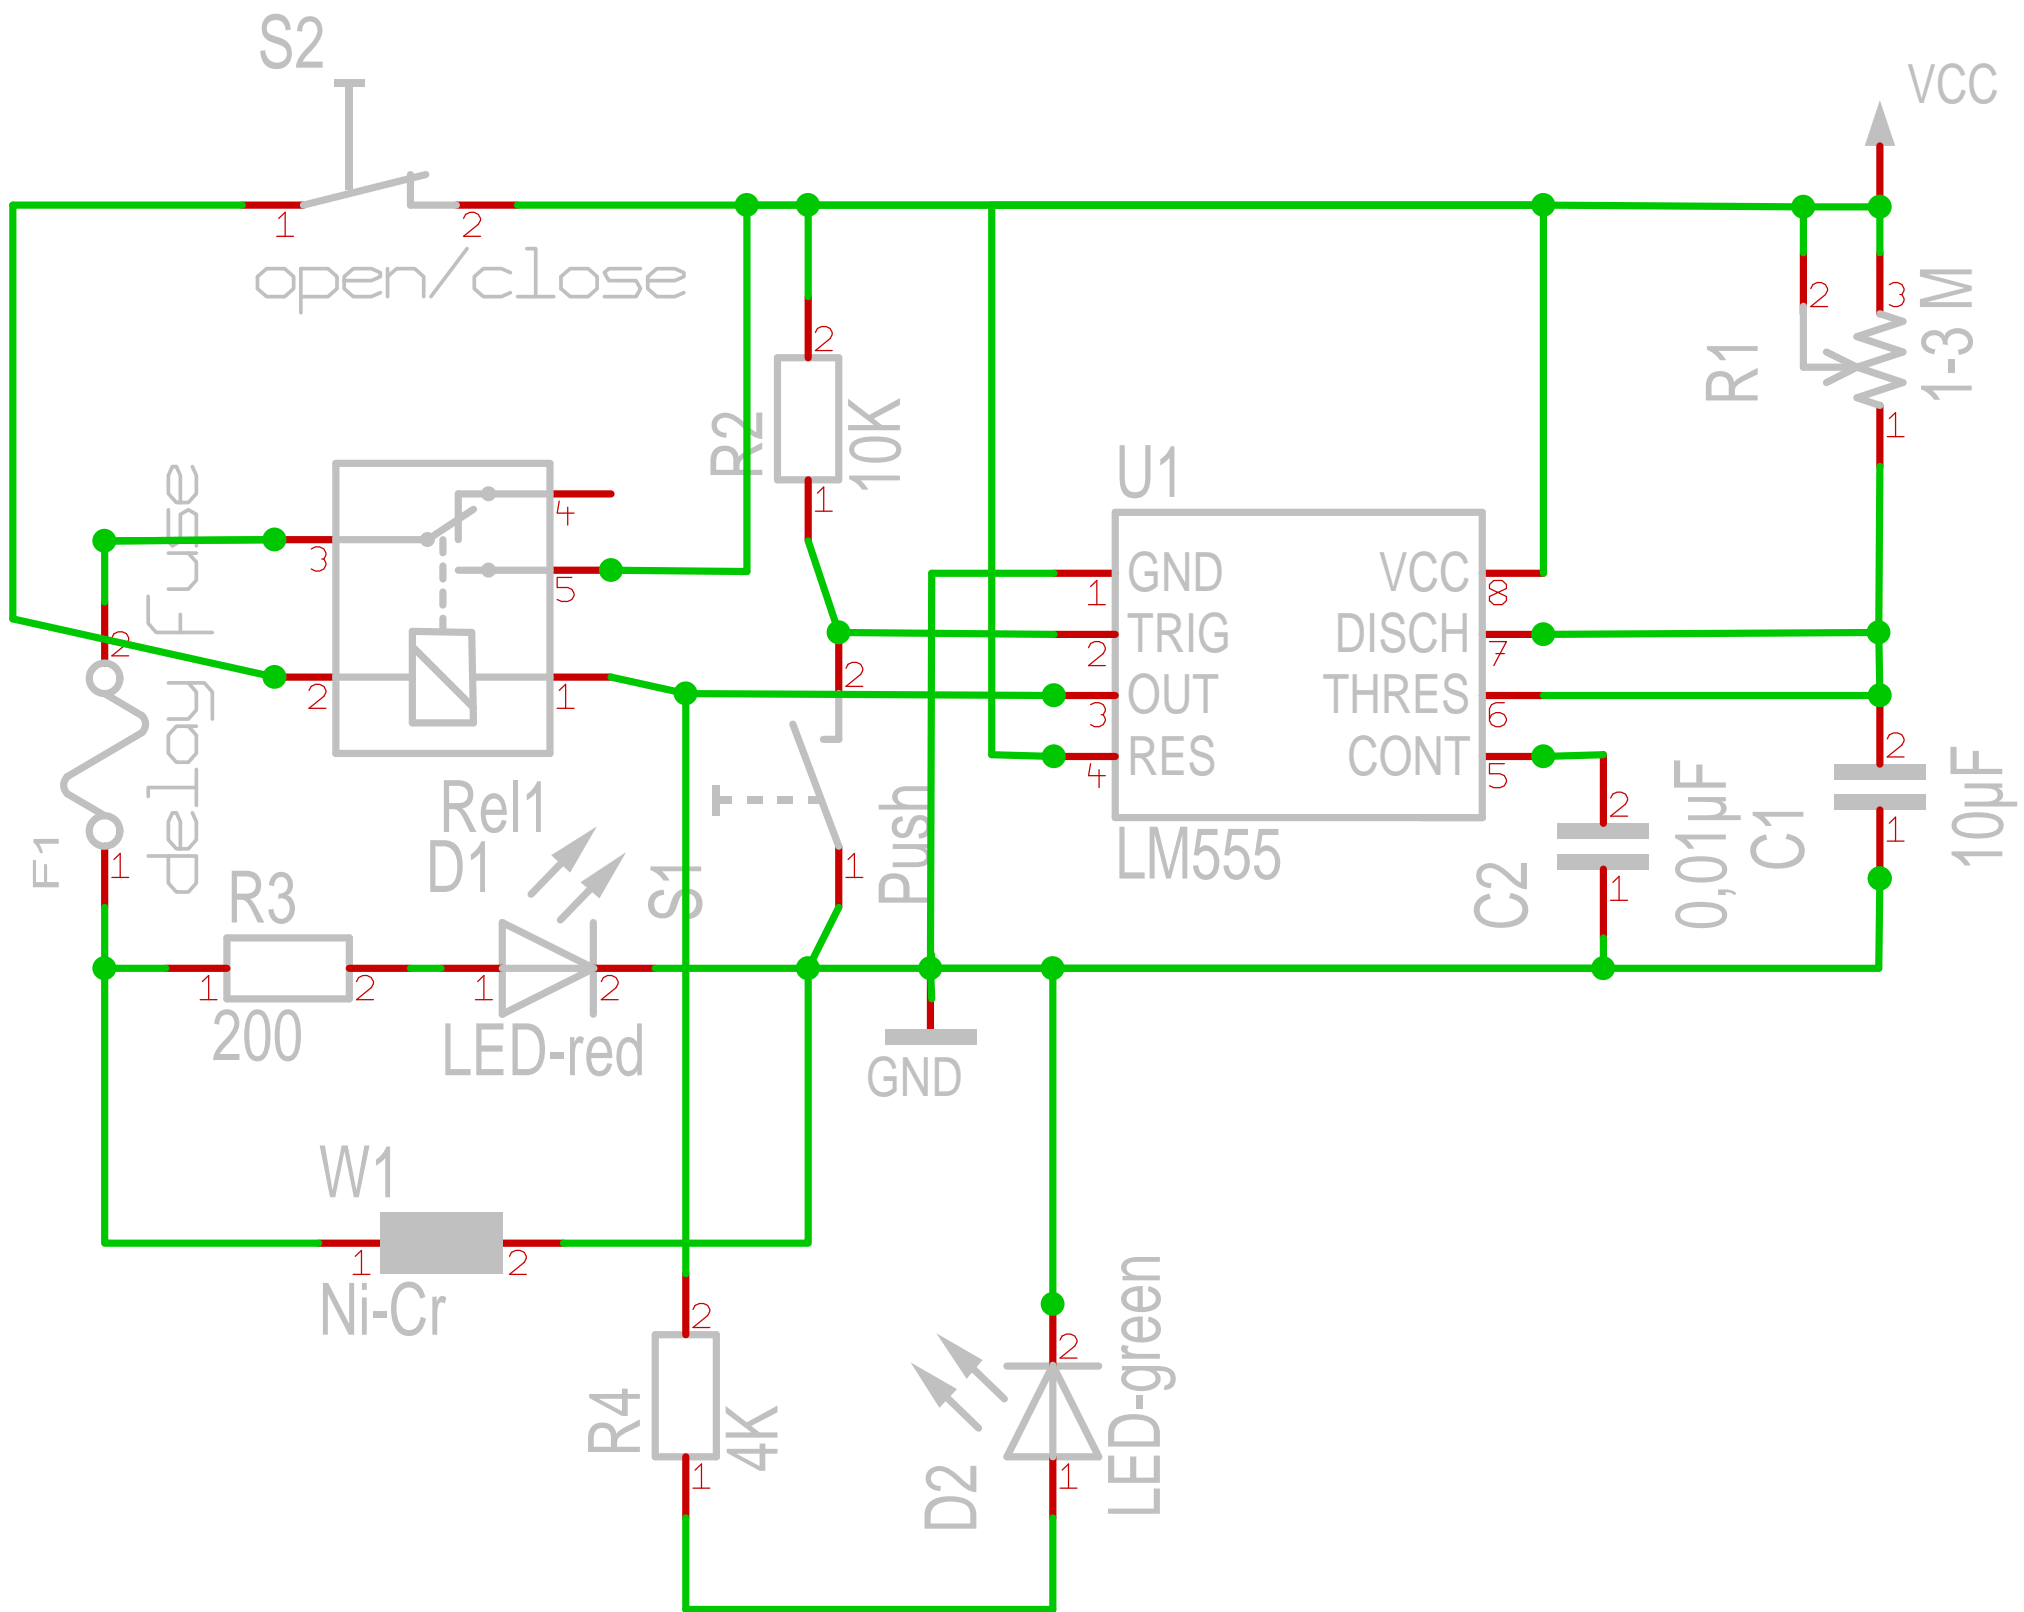 S2
VCC
1
2
open/close
2
3
R1
1-3 M
1
2
R2
10K
1
U1
GND
VCC
1
8
TRIG
DISCH
2
7
OUT
THRES
3
6
RES
CONT
4
5
LM555
4
3
5
2
1
Rel1
delay fuse
2
F1
1
2
S1
Push
1
D1
R3
1
2
200
1
2
LED-red
GND
2
C2
0,01µF
1
2
C1
10µF
1
W1
1
2
Ni-Cr
2
R4
4K
1
2
D2
LED-green
1